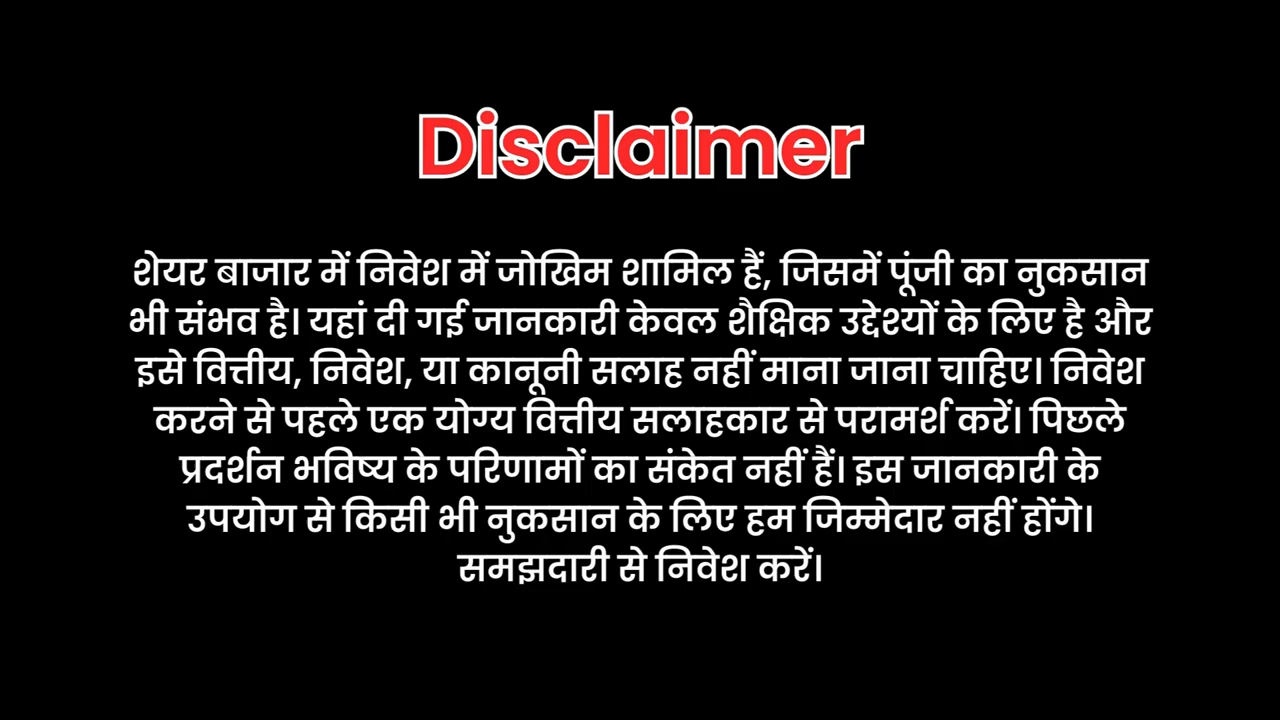 Disclaimer
शेयर बाजार में निवेश में जोखिम शामिल हैं, जिसमें पूंजी का नुकसान
भी संभव है। यहां दी गई जानकारी केवल शैक्षिक उद्देश्यों के लिए है और
इसे वित्तीय, निवेश, या कानूनी सलाह नहीं माना जाना चाहिए। निवेश
करने से पहले एक योग्य वित्तीय सलाहकार से परामर्श करें। पिछले
प्रदर्शन भविष्य के परिणामों का संकेत नहीं हैं। इस जानकारी के
उपयोग से किसी भी नुकसान के लिए हम जिम्मेदार नहीं होंगे।
समझदारी से निवेश करें।